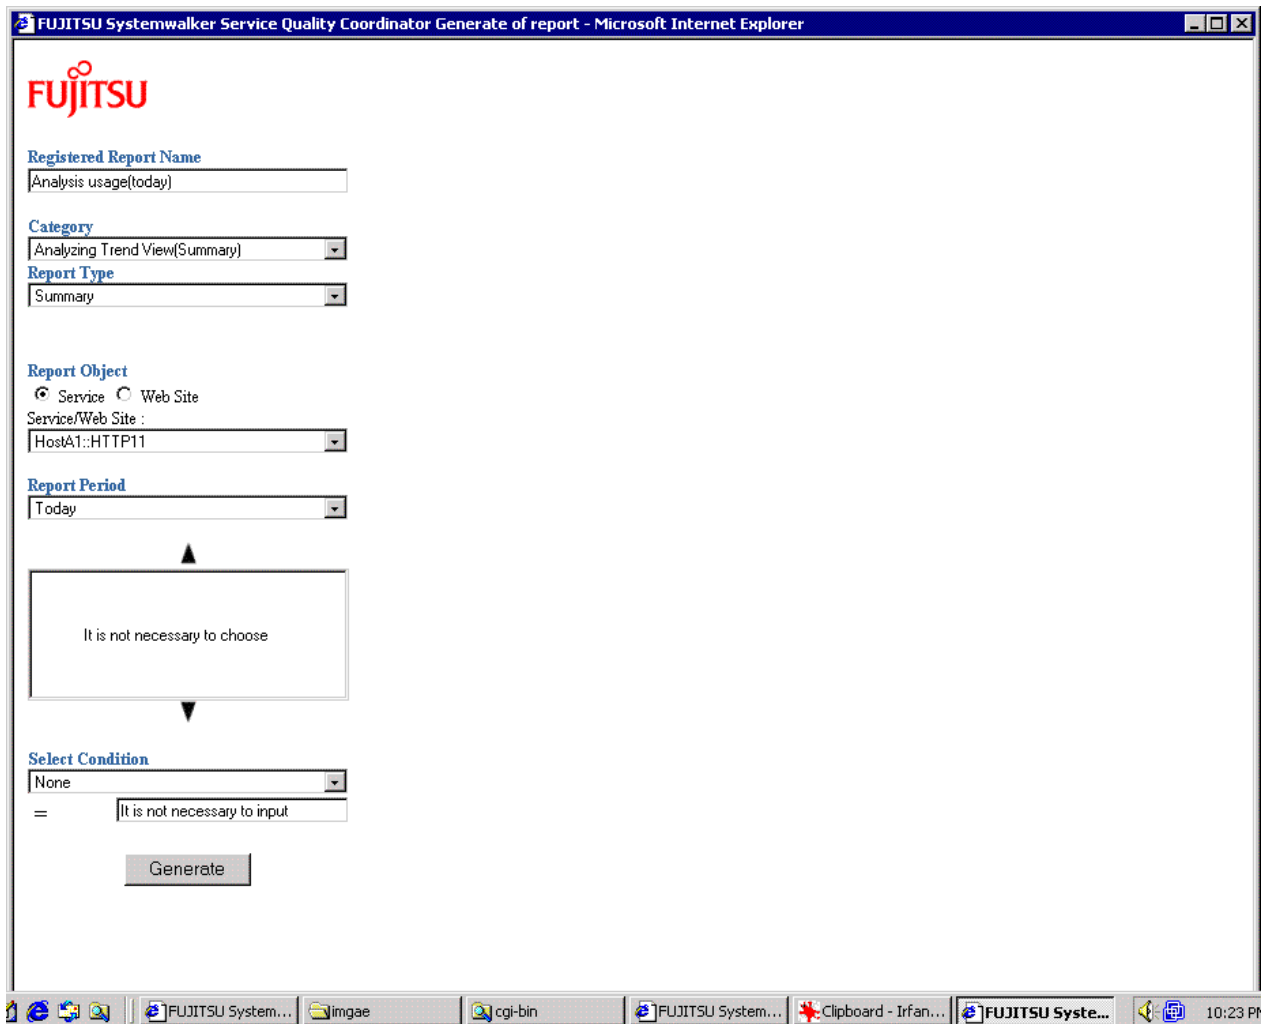 FUJITSU Systemwalker Service Quality Coordinator Generate of report - Microsoft Internet Explorer
FUJITSU
Registered Report Name
Analysis usage(today)
Category
Analyzing Trend View(Summary)
Report Type
Summary
Report Object
Service Web Site
Service/Web Site :
HostA1::HTTP11
Report Period
Today
It is not necessary to choose
Select Condition
None
= It is not necessary to input
Generate
FUJITSU System... imgae cgi-bin FUJITSU System... Clipboard - Irfan... FUJITSU Syste... 10:23 PM